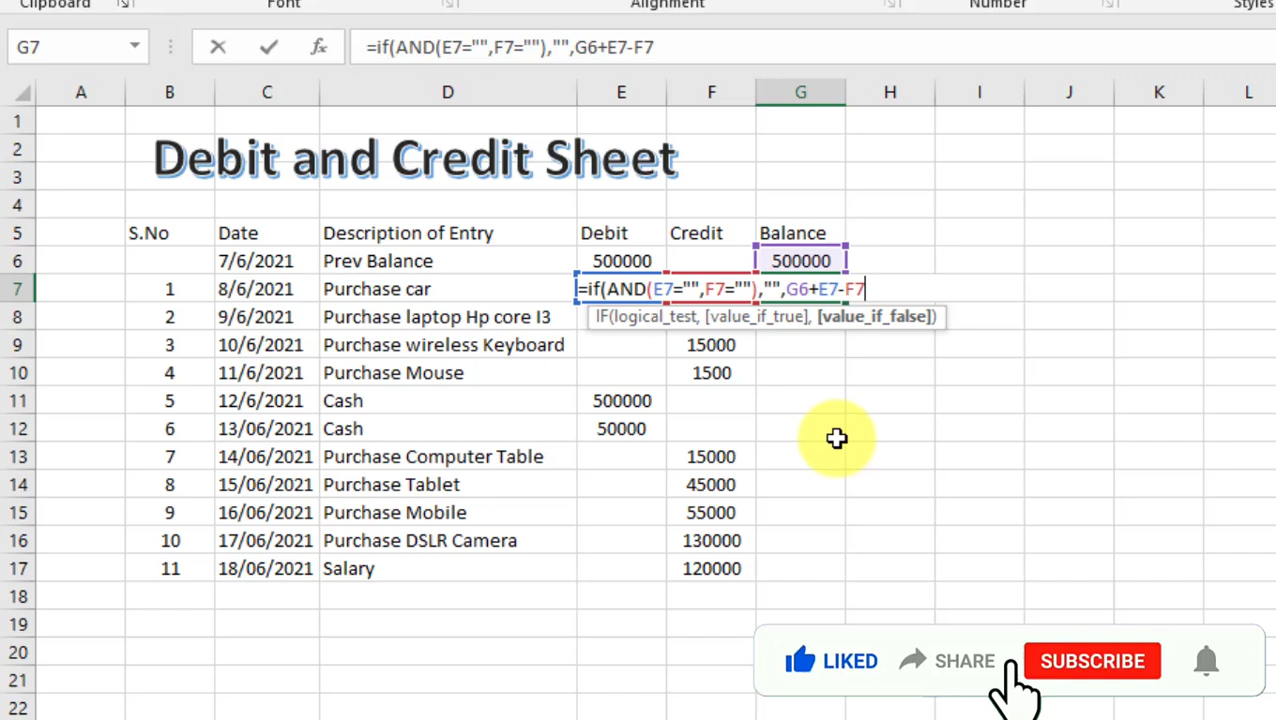 Clipboard Font Alignment Number Styles
G7 fx =if(AND(E7="",F7=""),"",G6+E7-F7
A B C D E F G H I J K L
1
2
Debit and Credit Sheet
3
4
5 S.No Date Description of Entry Debit Credit Balance
6 7/6/2021 Prev Balance 500000 500000
7 1 8/6/2021 Purchase car =if(AND(E7="",F7=""),"",G6+E7-F7
8 2 9/6/2021 Purchase laptop Hp core I3 IF(logical_test, [value_if_true], [value_if_false])
9 3 10/6/2021 Purchase wireless Keyboard 15000
10 4 11/6/2021 Purchase Mouse 1500
11 5 12/6/2021 Cash 500000
12 6 13/06/2021 Cash 50000
13 7 14/06/2021 Purchase Computer Table 15000
14 8 15/06/2021 Purchase Tablet 45000
15 9 16/06/2021 Purchase Mobile 55000
16 10 17/06/2021 Purchase DSLR Camera 130000
17 11 18/06/2021 Salary 120000
18
19
20
LIKED SHARE SUBSCRIBE
21
22